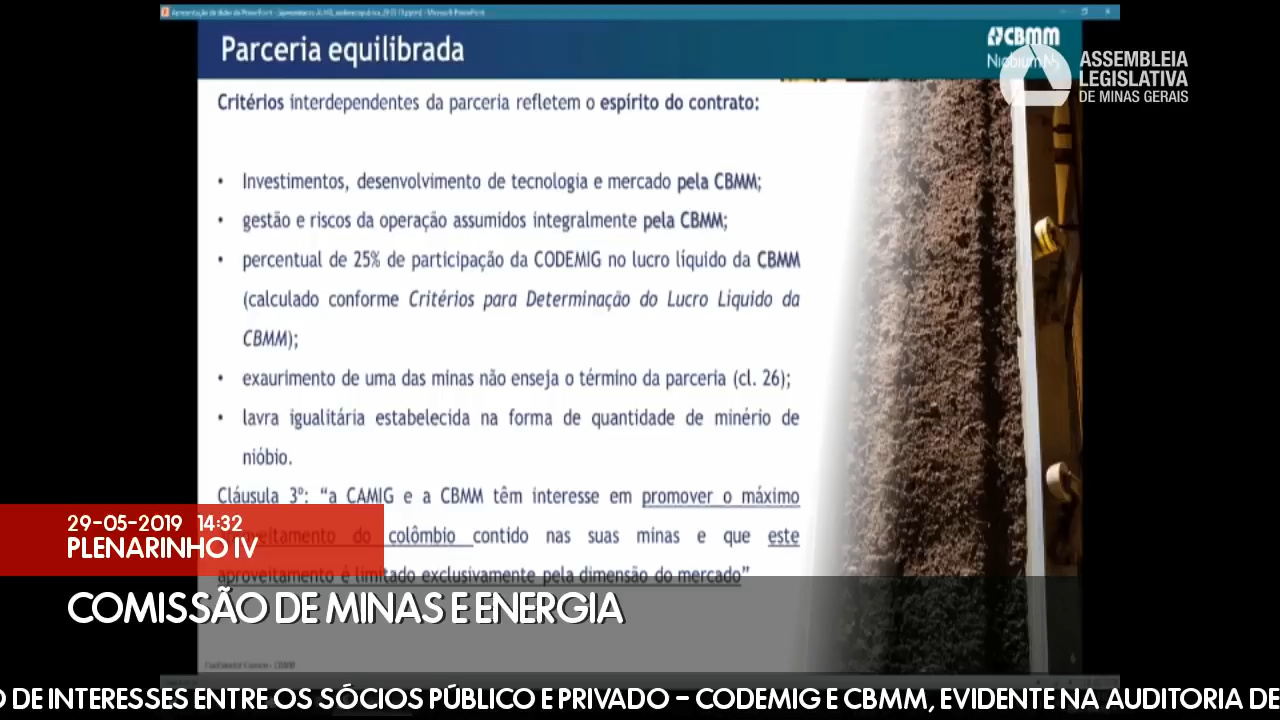 Parceria equilibrada
CBMM
Niobium N5
ASSEMBLEIA
LEGISLATIVA
DE MINAS GERAIS
Critérios interdependentes da parceria refletem o espírito do contrato:
• Investimentos, desenvolvimento de tecnologia e mercado pela CBMM;
• gestão e riscos da operação assumidos integralmente pela CBMM;
• percentual de 25% de participação da CODEMIG no lucro líquido da CBMM
(calculado conforme Critérios para Determinação do Lucro Líquido da
CBMM);
• exaurimento de uma das minas não enseja o término da parceria (cl. 26);
• lavra igualitária estabelecida na forma de quantidade de minério de
nióbio.
Cláusula 3º: “a CAMIG e a CBMM têm interesse em promover o máximo
aproveitamento do colômbio contido nas suas minas e que este
aproveitamento é limitado exclusivamente pela dimensão do mercado”
29-05-2019 14:32
PLENARINHO IV
COMISSÃO DE MINAS E ENERGIA
O DE INTERESSES ENTRE OS SÓCIOS PÚBLICO E PRIVADO - CODEMIG E CBMM, EVIDENTE NA AUDITORIA DE